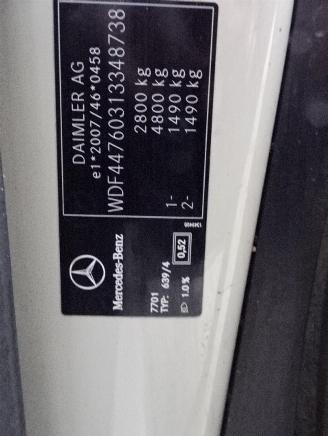 DAIMLER AG
e1*2007/46*0458
WDF44760313348738
2800 kg
4800 kg
1- 1490 kg
2- 1490 kg
Mercedes-Benz
7701
TYP: 639/4
0,52
1.0%